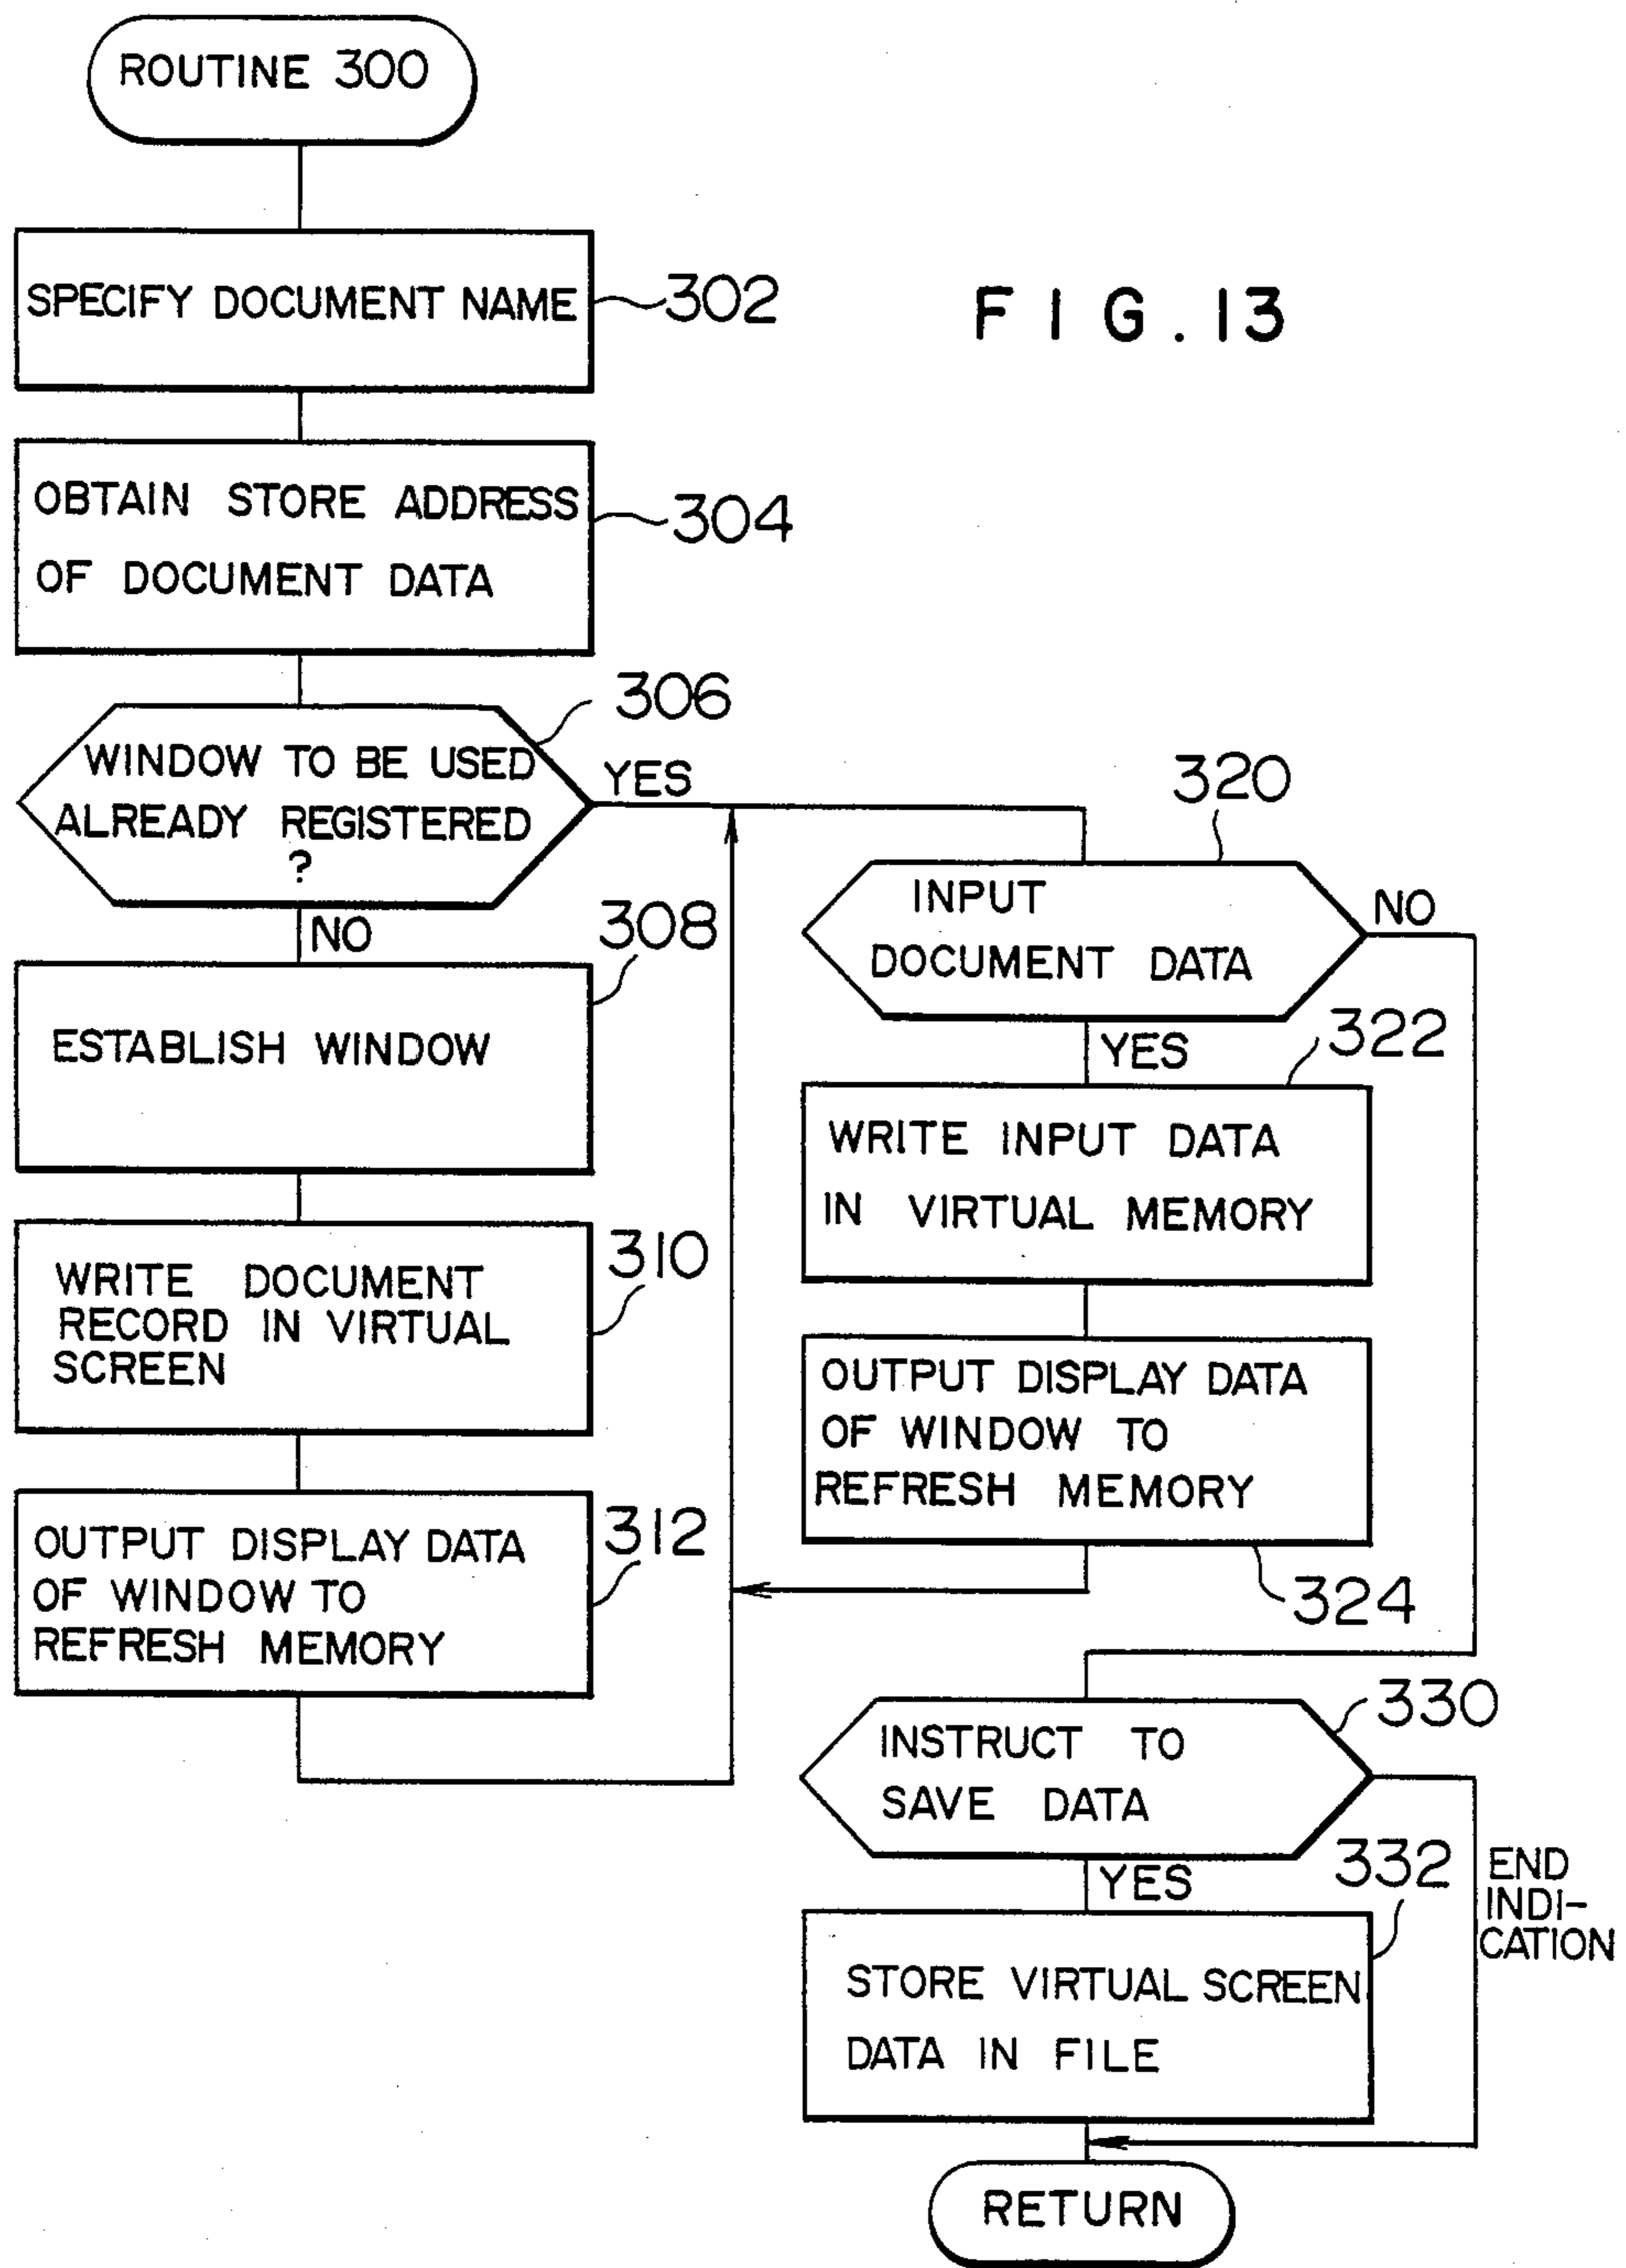 ROUTINE 300
SPECIFY DOCUMENT NAME
302
FIG. 13
OBTAIN STORE ADDRESS
OF DOCUMENT DATA
304
306
WINDOW TO BE USED
ALREADY REGISTERED
?
YES
NO
308
ESTABLISH WINDOW
WRITE DOCUMENT
RECORD IN VIRTUAL
SCREEN
310
OUTPUT DISPLAY DATA
OF WINDOW TO
REFRESH MEMORY
312
320
INPUT
DOCUMENT DATA
NO
YES
322
WRITE INPUT DATA
IN VIRTUAL MEMORY
OUTPUT DISPLAY DATA
OF WINDOW TO
REFRESH MEMORY
324
330
INSTRUCT TO
SAVE DATA
YES
332
END
INDI-
CATION
STORE VIRTUAL SCREEN
DATA IN FILE
RETURN